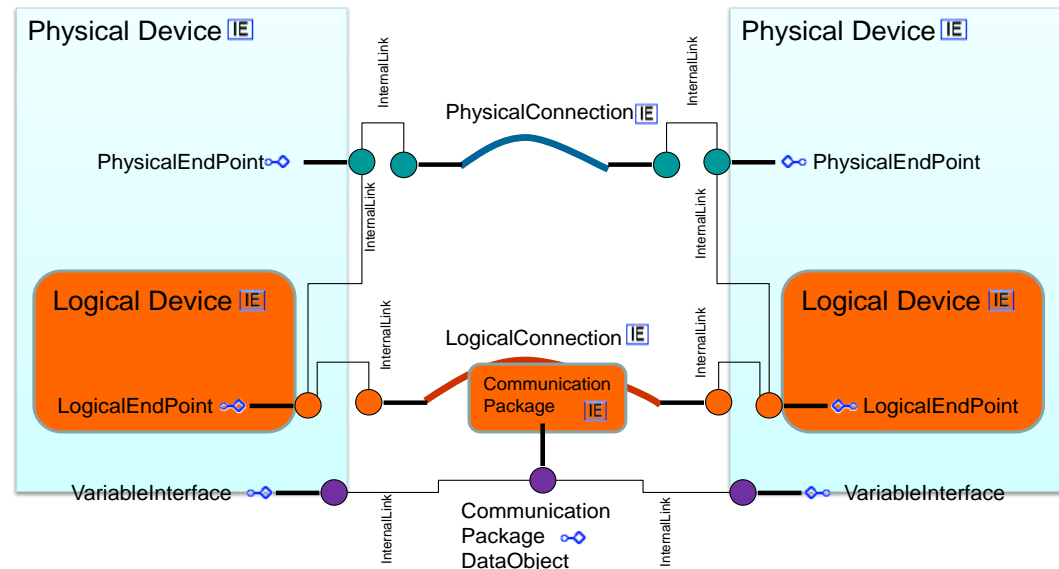 Physical Device IE
Physical Device IE
InternalLink
InternalLink
PhysicalConnection IE
PhysicalEndPoint
PhysicalEndPoint
InternalLink
InternalLink
Logical Device IE
Logical Device IE
InternalLink
InternalLink
LogicalConnection IE
Communication
Package IE
LogicalEndPoint
LogicalEndPoint
VariableInterface
VariableInterface
InternalLink
InternalLink
Communication
Package
DataObject